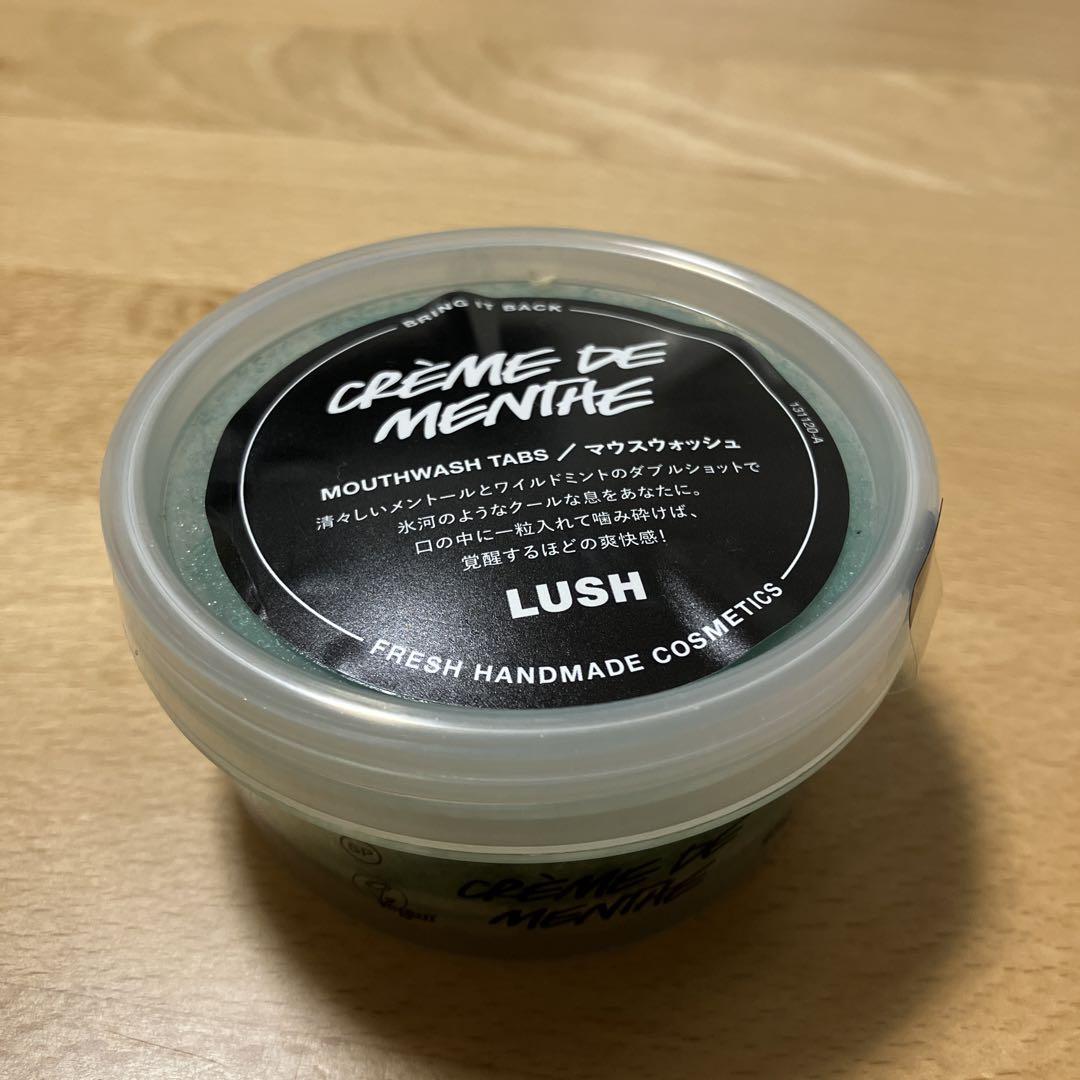 BRING IT BACK
CRÈME DE
MENTHE
MOUTHWASH TABS / マウスウォッシュ
清々しいメントールとワイルドミントのダブルショットで
氷河のようなクールな息をあなたに。
口の中に一粒入れて噛み砕けば、
覚醒するほどの爽快感!
LUSH
FRESH HANDMADE COSMETICS
131120-A
CRÈME DE
MENTHE